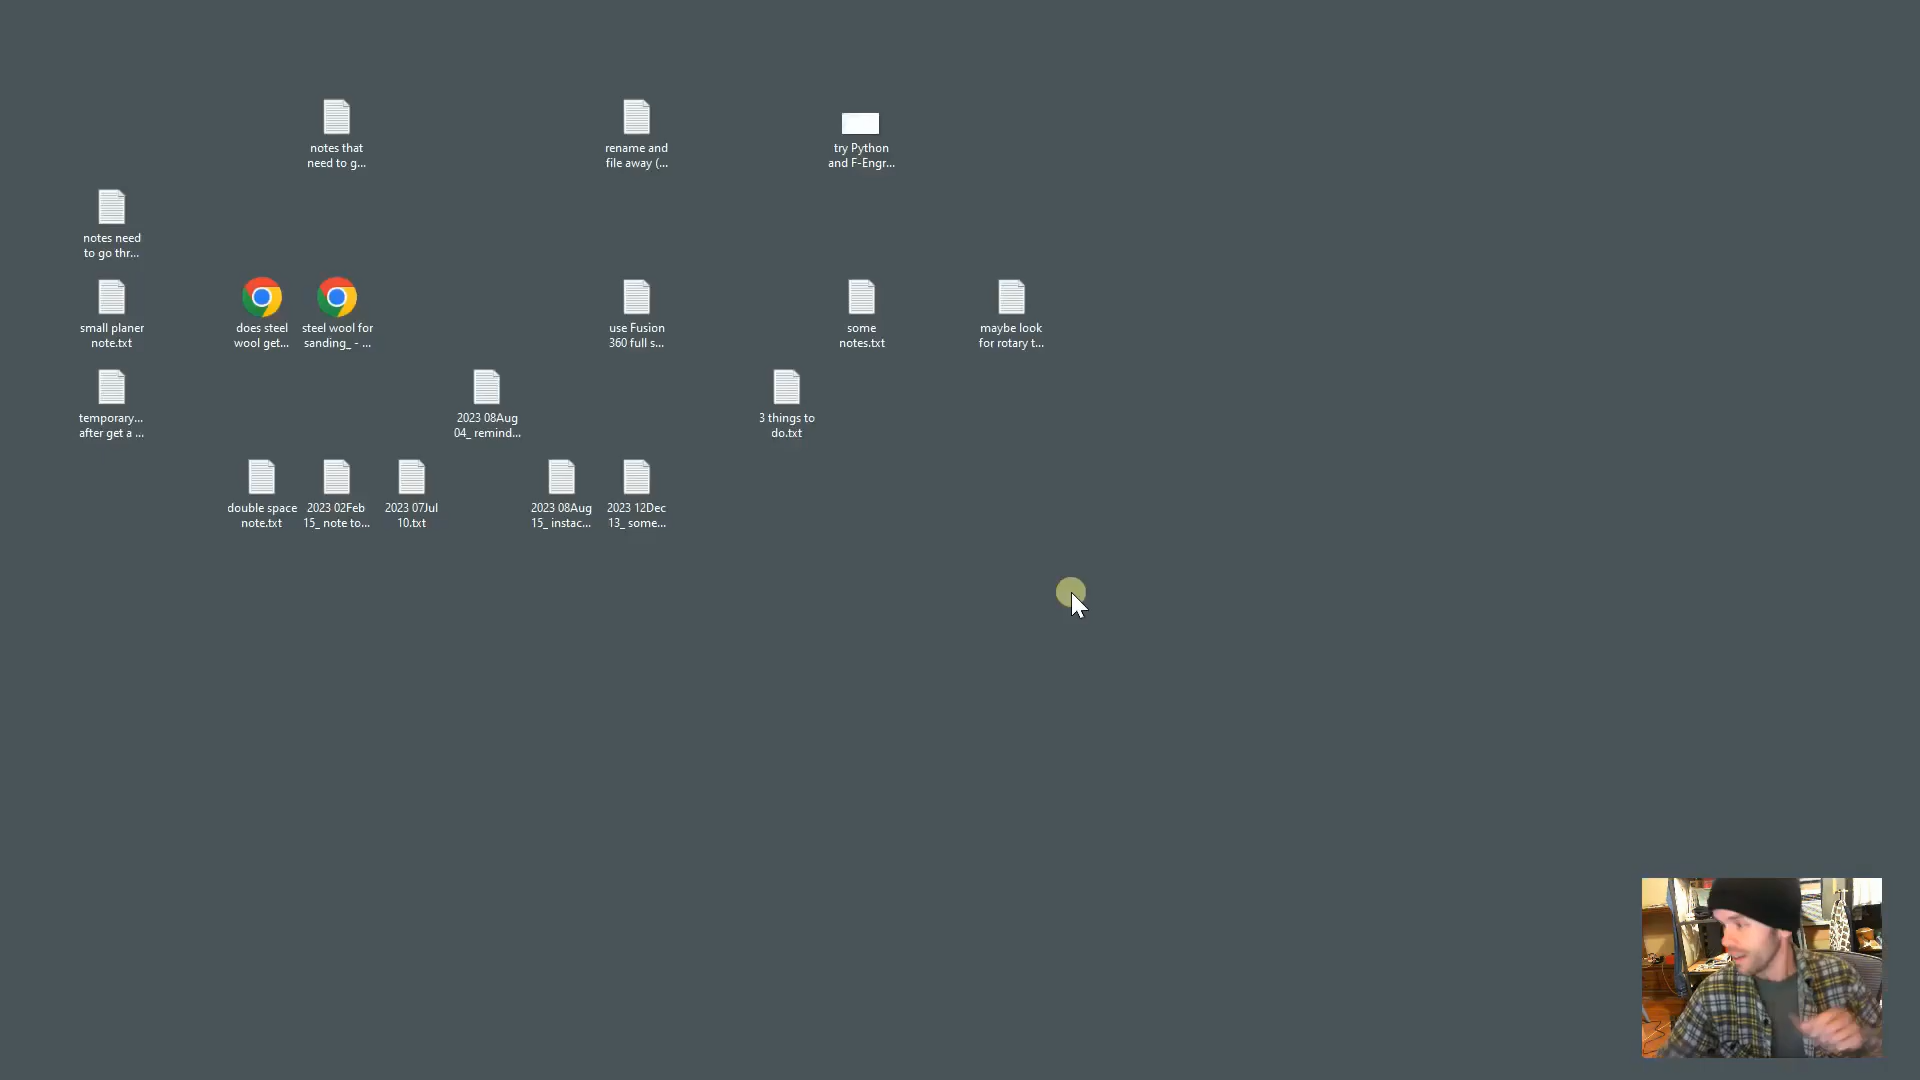 notes that
need to g...
rename and
file away (...
try Python
and F-Engr...
notes need
to go thr...
small planer
note.txt
does steel
wool get...
steel wool for
sanding_ - ...
use Fusion
360 full s...
some
notes.txt
maybe look
for rotary t...
temporary...
after get a ...
2023 08Aug
04_ remind...
3 things to
do.txt
double space
note.txt
2023 02Feb
15_ note to...
2023 07Jul
10.txt
2023 08Aug
15_ instac...
2023 12Dec
13_ some...